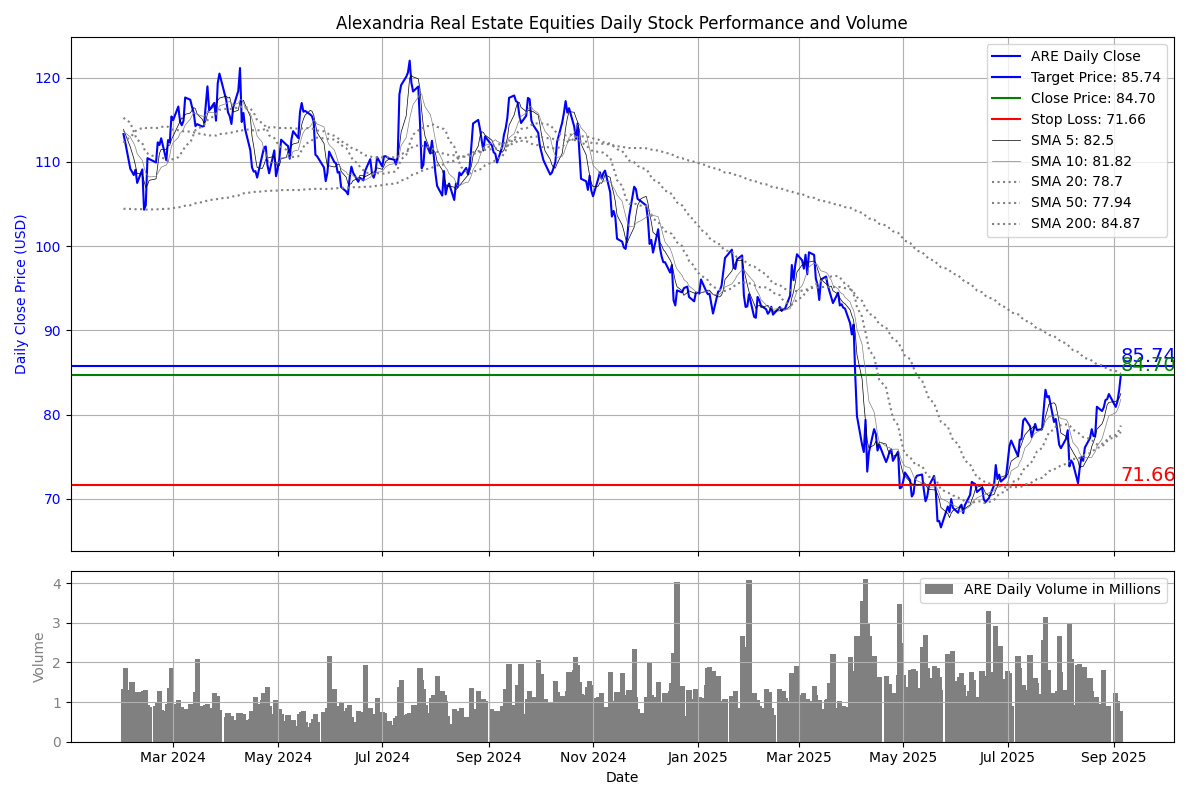 Alexandria Real Estate Equities Daily Stock Performance and Volume
Daily Close Price (USD)
120
110
100
90
80
70
ARE Daily Close
Target Price: 85.74
Close Price: 84.70
Stop Loss: 71.66
SMA 5: 82.5
SMA 10: 81.82
SMA 20: 78.7
SMA 50: 77.94
SMA 200: 84.87
85.74
84.70
71.66
Volume
4
3
2
1
0
ARE Daily Volume in Millions
Mar 2024
May 2024
Jul 2024
Sep 2024
Nov 2024
Jan 2025
Mar 2025
May 2025
Jul 2025
Sep 2025
Date